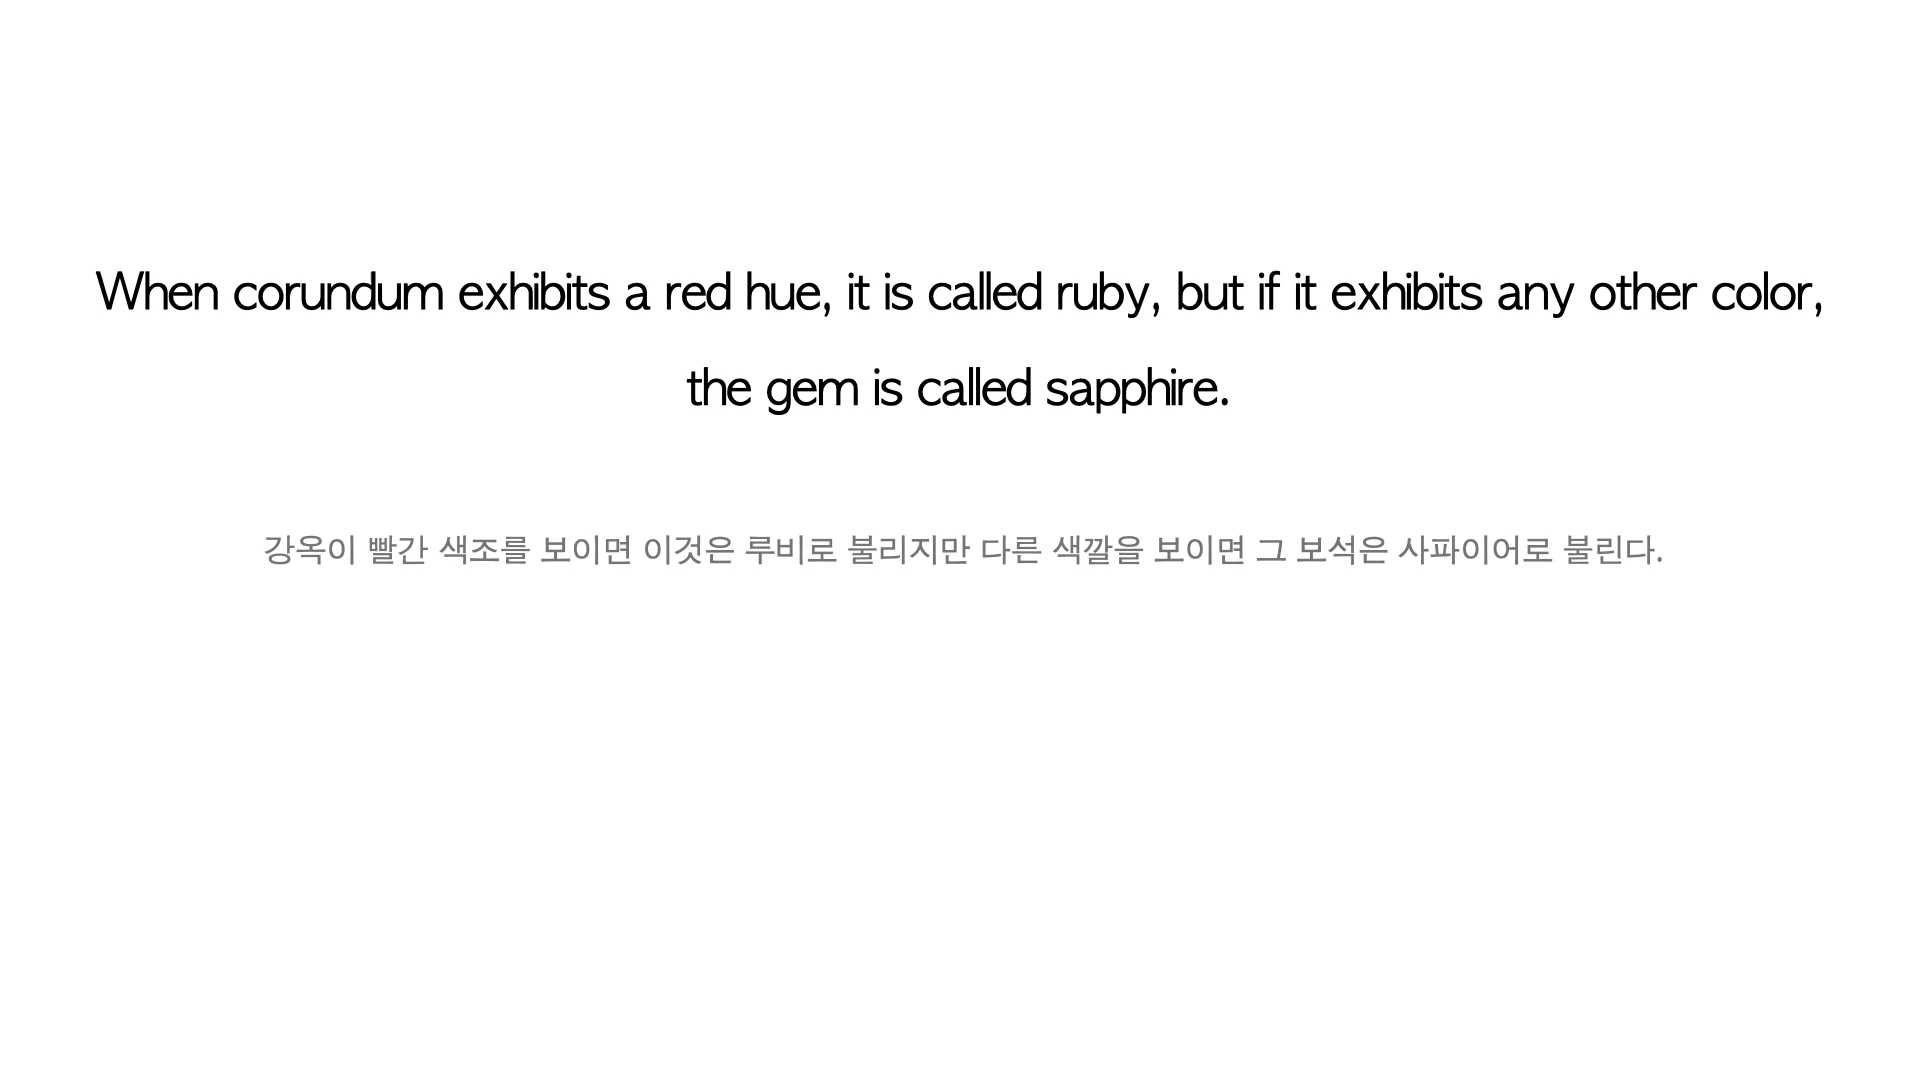 When corundum exhibits a red hue, it is called ruby, but if it exhibits any other color,
the gem is called sapphire.
강옥이 빨간 색조를 보이면 이것은 루비로 불리지만 다른 색깔을 보이면 그 보석은 사파이어로 불린다.